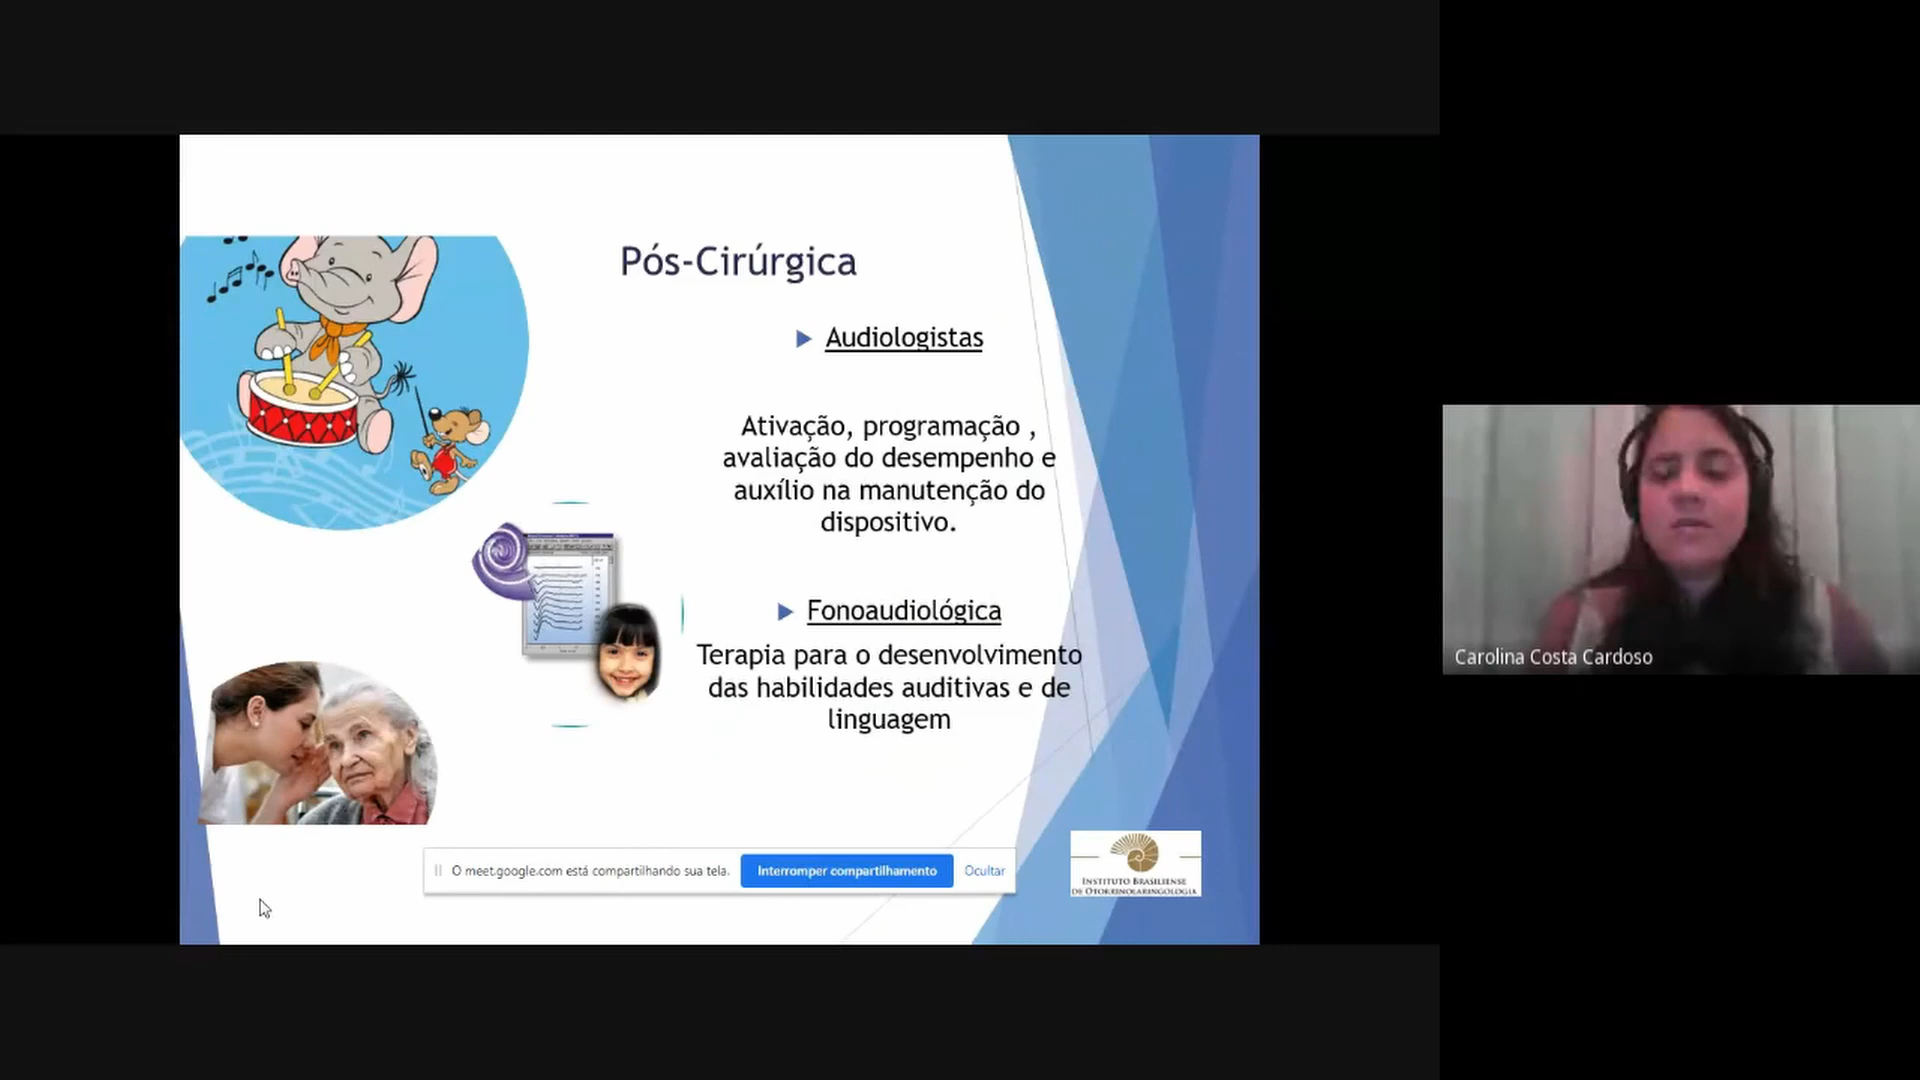 Pós-Cirúrgica
Audiologistas
Ativação, programação ,
avaliação do desempenho e
auxílio na manutenção do
dispositivo.
Fonoaudiológica
Terapia para o desenvolvimento
das habilidades auditivas e de
linguagem
O meet.google.com está compartilhando sua tela.
Interromper compartilhamento
Ocultar
INSTITUTO BRASILIENSE
DE OTORRINOLARINGOLOGIA
Carolina Costa Cardoso